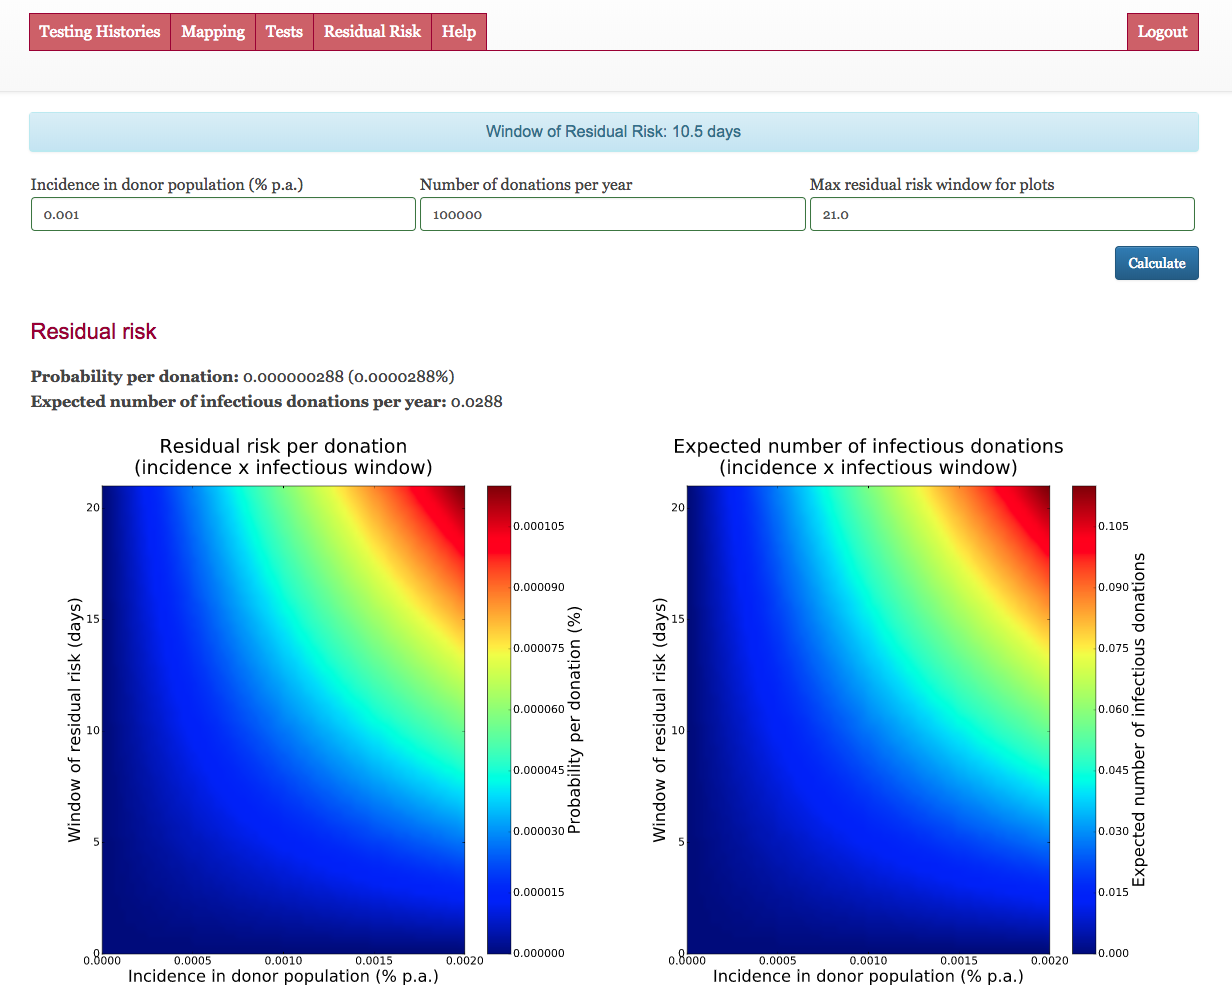 Testing Histories Mapping Tests Residual Risk Help Logout
Window of Residual Risk: 10.5 days
Incidence in donor population (% p.a.) Number of donations per year Max residual risk window for plots
0.001 100000 21.0
Calculate
Residual risk
Probability per donation: 0.000000288 (0.0000288%)
Expected number of infectious donations per year: 0.0288
Residual risk per donation
(incidence x infectious window)
20
15
10
5
0
Window of residual risk (days)
0.0000 0.0005 0.0010 0.0015 0.0020
Incidence in donor population (% p.a.)
0.000105
0.000090
0.000075
0.000060
0.000045
0.000030
0.000015
0.000000
Probability per donation (%)
Expected number of infectious donations
(incidence x infectious window)
20
15
10
5
0
Window of residual risk (days)
0.0000 0.0005 0.0010 0.0015 0.0020
Incidence in donor population (% p.a.)
0.105
0.090
0.075
0.060
0.045
0.030
0.015
0.000
Expected number of infectious donations